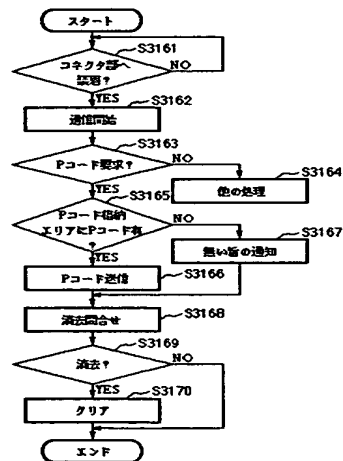 スタート
S3161
コネクタ部へ
装着?
NO
YES
S3162
通信開始
S3163
Pコード要求?
NO
YES
S3164
他の処理
S3165
Pコード格納
エリアにPコード有
?
NO
YES
S3167
無い旨の通知
Pコード送信
S3166
消去問合せ
S3168
S3169
消去?
NO
YES
S3170
クリア
エンド